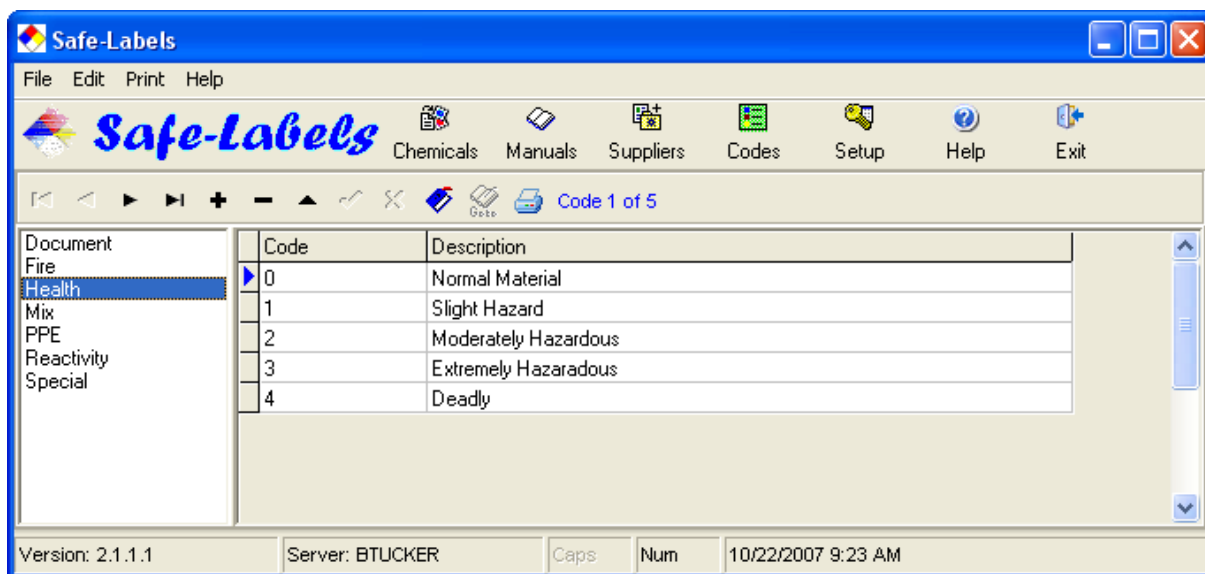 Safe-Labels
File Edit Print Help
Safe-Labels Chemicals Manuals Suppliers Codes Setup Help Exit
Goto Code 1 of 5
Document
Fire
Health
Mix
PPE
Reactivity
Special
Code Description
0 Normal Material
1 Slight Hazard
2 Moderately Hazardous
3 Extremely Hazaradous
4 Deadly
Version: 2.1.1.1 Server: BTUCKER Caps Num 10/22/2007 9:23 AM